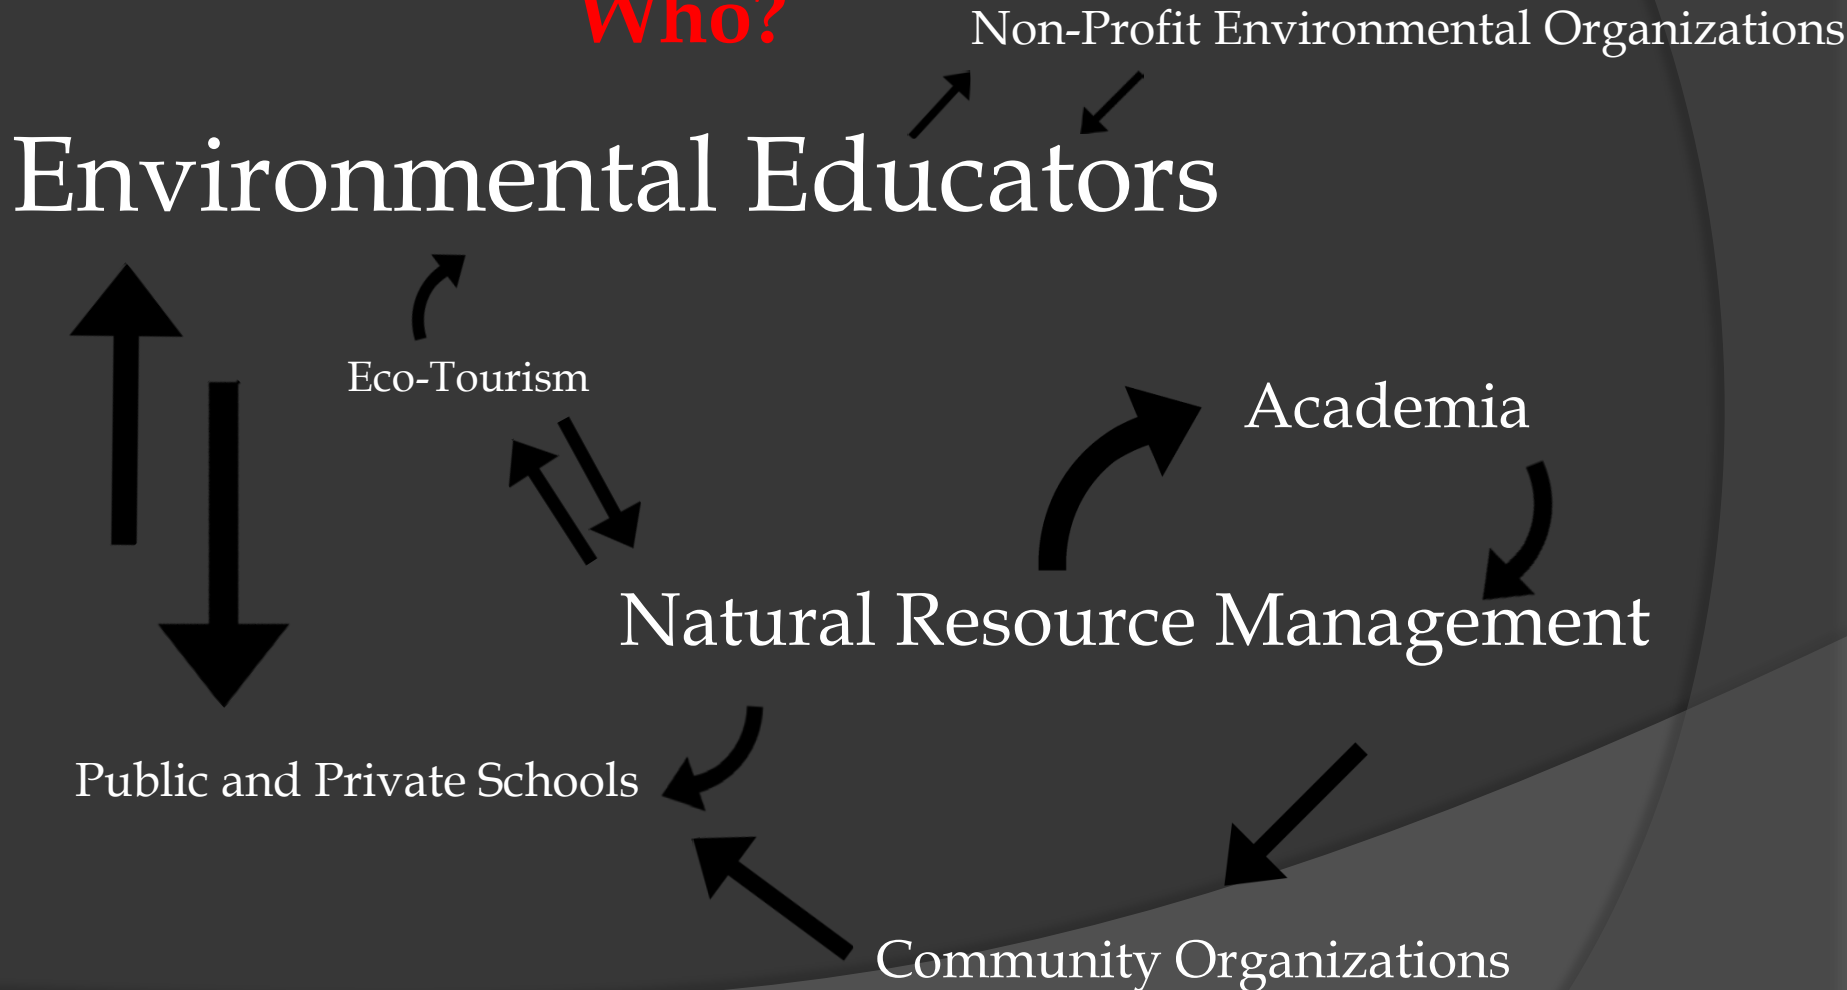 Who?
Non-Profit Environmental Organizations
Environmental Educators
Eco-Tourism
Academia
Natural Resource Management
Public and Private Schools
Community Organizations